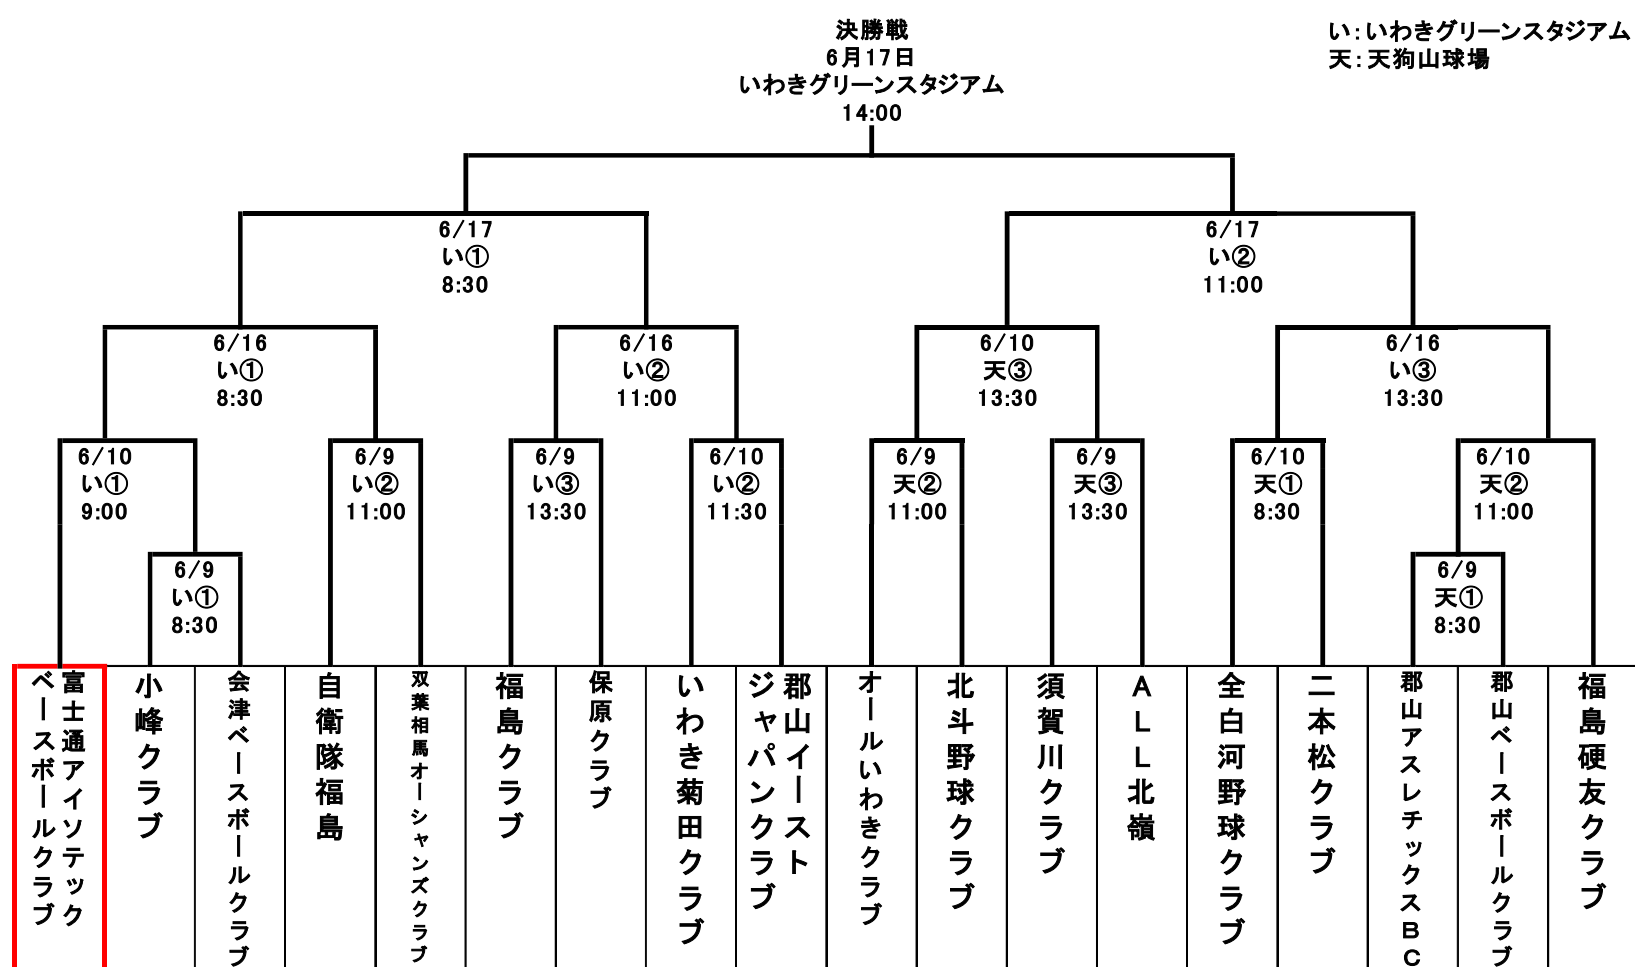 決勝戦
6月17日
いわきグリーンスタジアム
14:00
い:いわきグリーンスタジアム
天:天狗山球場
6/17
い①
8:30
6/17
い②
11:00
6/16
い①
8:30
6/16
い②
11:00
6/10
天③
13:30
6/16
い③
13:30
6/10
い①
9:00
6/9
い②
11:00
6/9
い③
13:30
6/10
い②
11:30
6/9
天②
11:00
6/9
天③
13:30
6/10
天①
8:30
6/10
天②
11:00
6/9
い①
8:30
6/9
天①
8:30
富士通アイソテック
ベースボールクラブ
小峰クラブ
会津ベースボールクラブ
自衛隊福島
双葉相馬オーシャンズクラブ
福島クラブ
保原クラブ
いわき菊田クラブ
郡山イースト
ジャパンクラブ
オールいわきクラブ
北斗野球クラブ
須賀川クラブ
ALL北嶺
全白河野球クラブ
二本松クラブ
郡山アスレチックスBC
郡山ベースボールクラブ
福島硬友クラブ